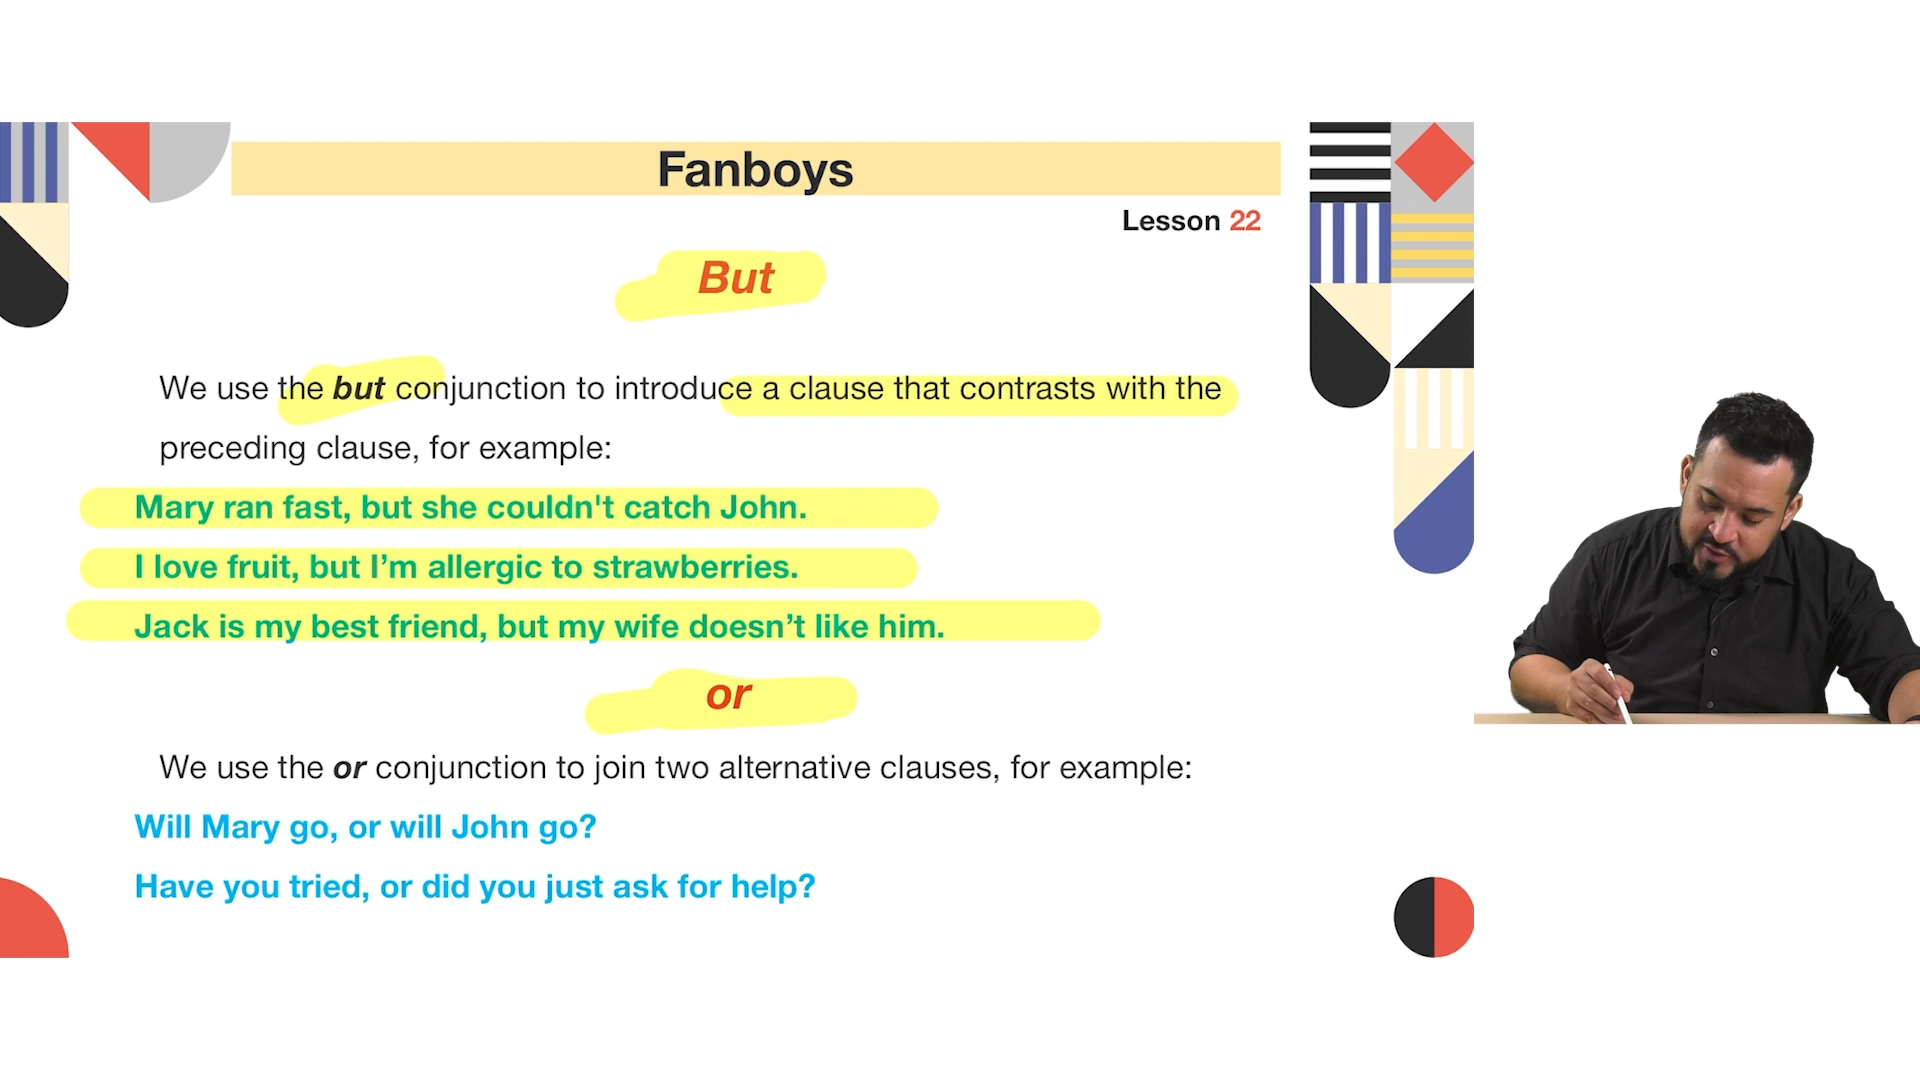 Fanboys
Lesson 22
But
We use the but conjunction to introduce a clause that contrasts with the
preceding clause, for example:
Mary ran fast, but she couldn't catch John.
I love fruit, but I’m allergic to strawberries.
Jack is my best friend, but my wife doesn’t like him.
or
We use the or conjunction to join two alternative clauses, for example:
Will Mary go, or will John go?
Have you tried, or did you just ask for help?